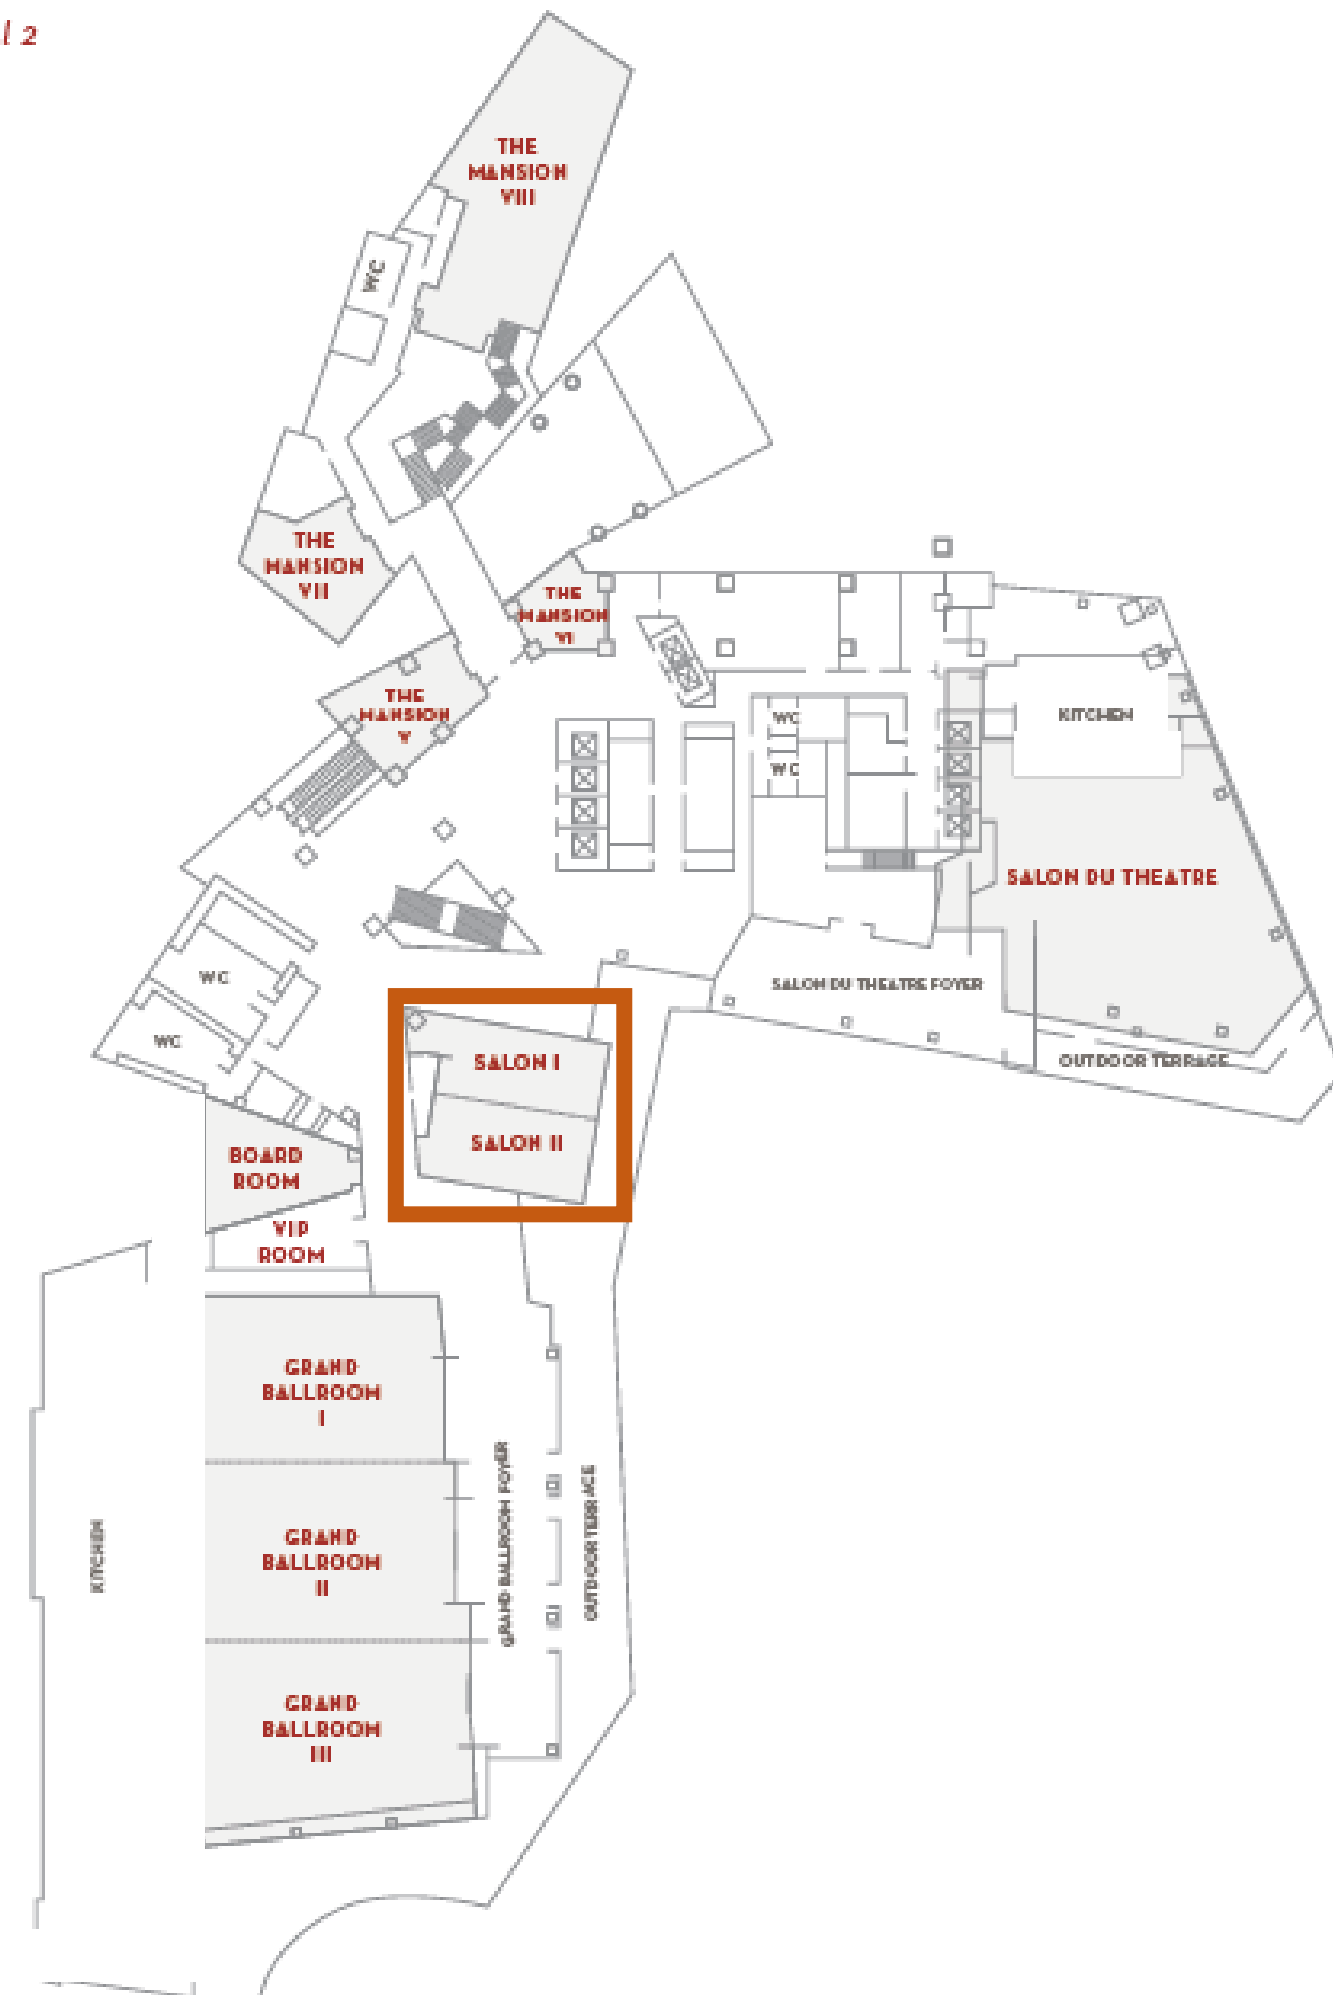 l 2
THE
MANSION
VIII
WC
THE
MANSION
VII
THE
MANSION
VI
THE
MANSION
V
WC
WC
KITCHEN
SALON DU THEATRE
WC
WC
SALON DU THEATRE FOYER
OUTDOOR TERRACE
SALON I
SALON II
BOARD
ROOM
VIP
ROOM
GRAND
BALLROOM
I
GRAND
BALLROOM
II
GRAND
BALLROOM
III
KITCHEN
GRAND BALLROOM FOYER
OUTDOOR TERRACE